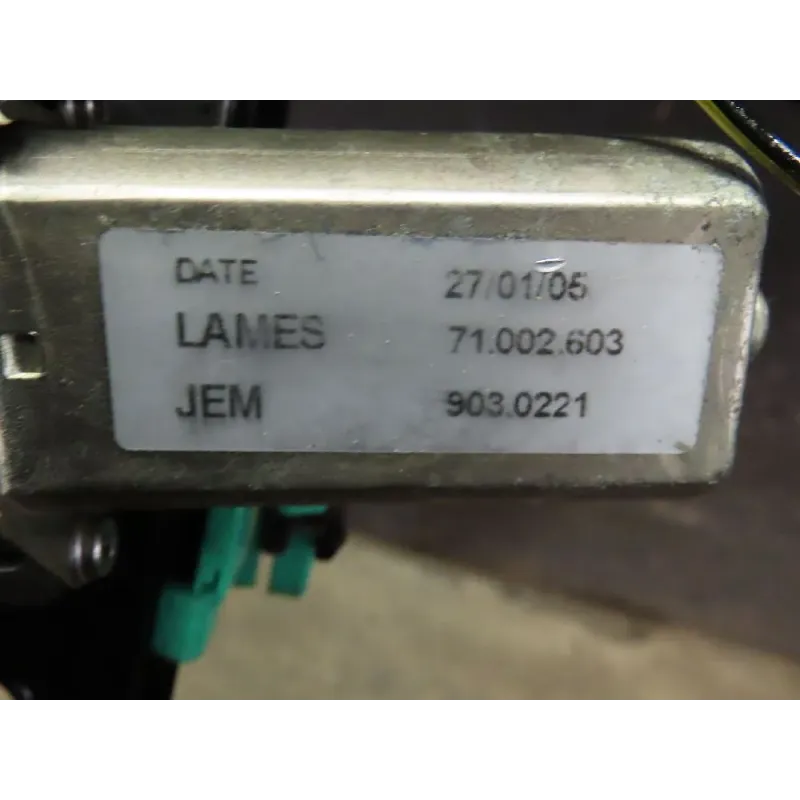 DATE 27/01/05
LAMES 71.002.603
JEM 903.0221